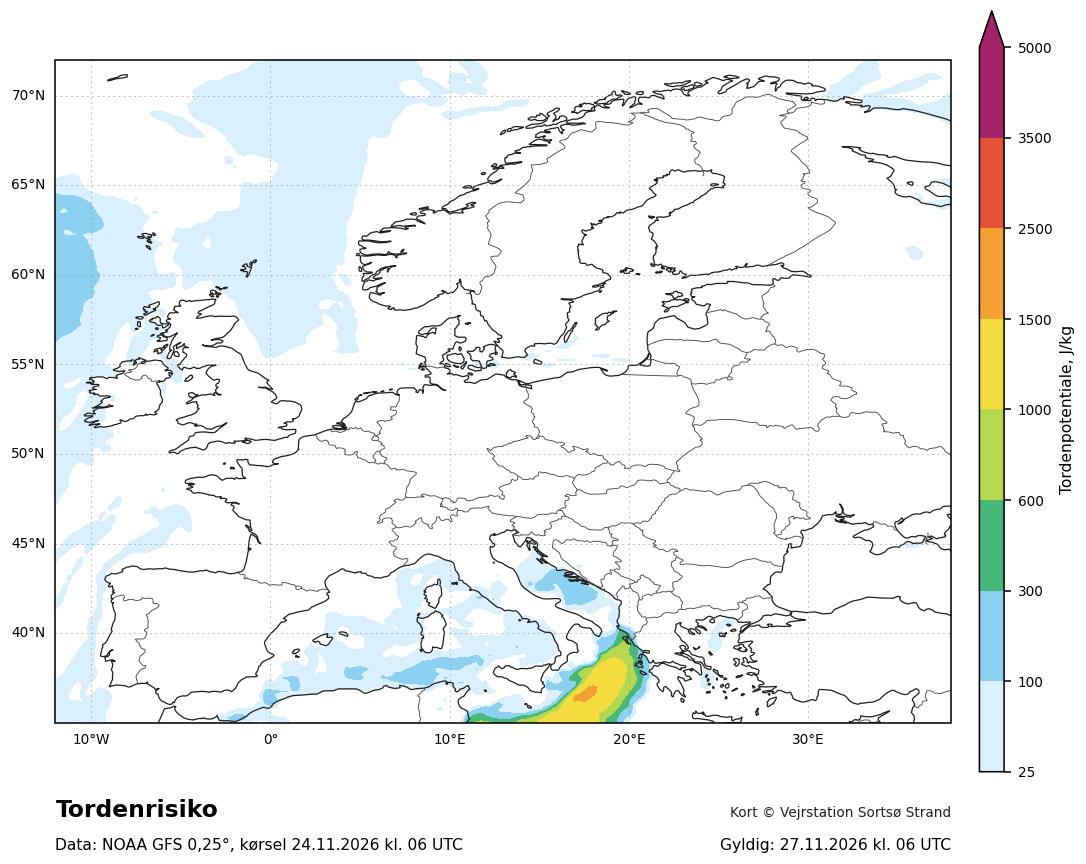 5000
3500
2500
1500
1000
600
300
100
25
Tordenpotentiale, J/kg
70°N
65°N
60°N
55°N
50°N
45°N
40°N
10°W
0°
10°E
20°E
30°E
Tordenrisiko
Kort © Vejrstation Sortsø Strand
Data: NOAA GFS 0,25°, kørsel 24.11.2026 kl. 06 UTC
Gyldig: 27.11.2026 kl. 06 UTC